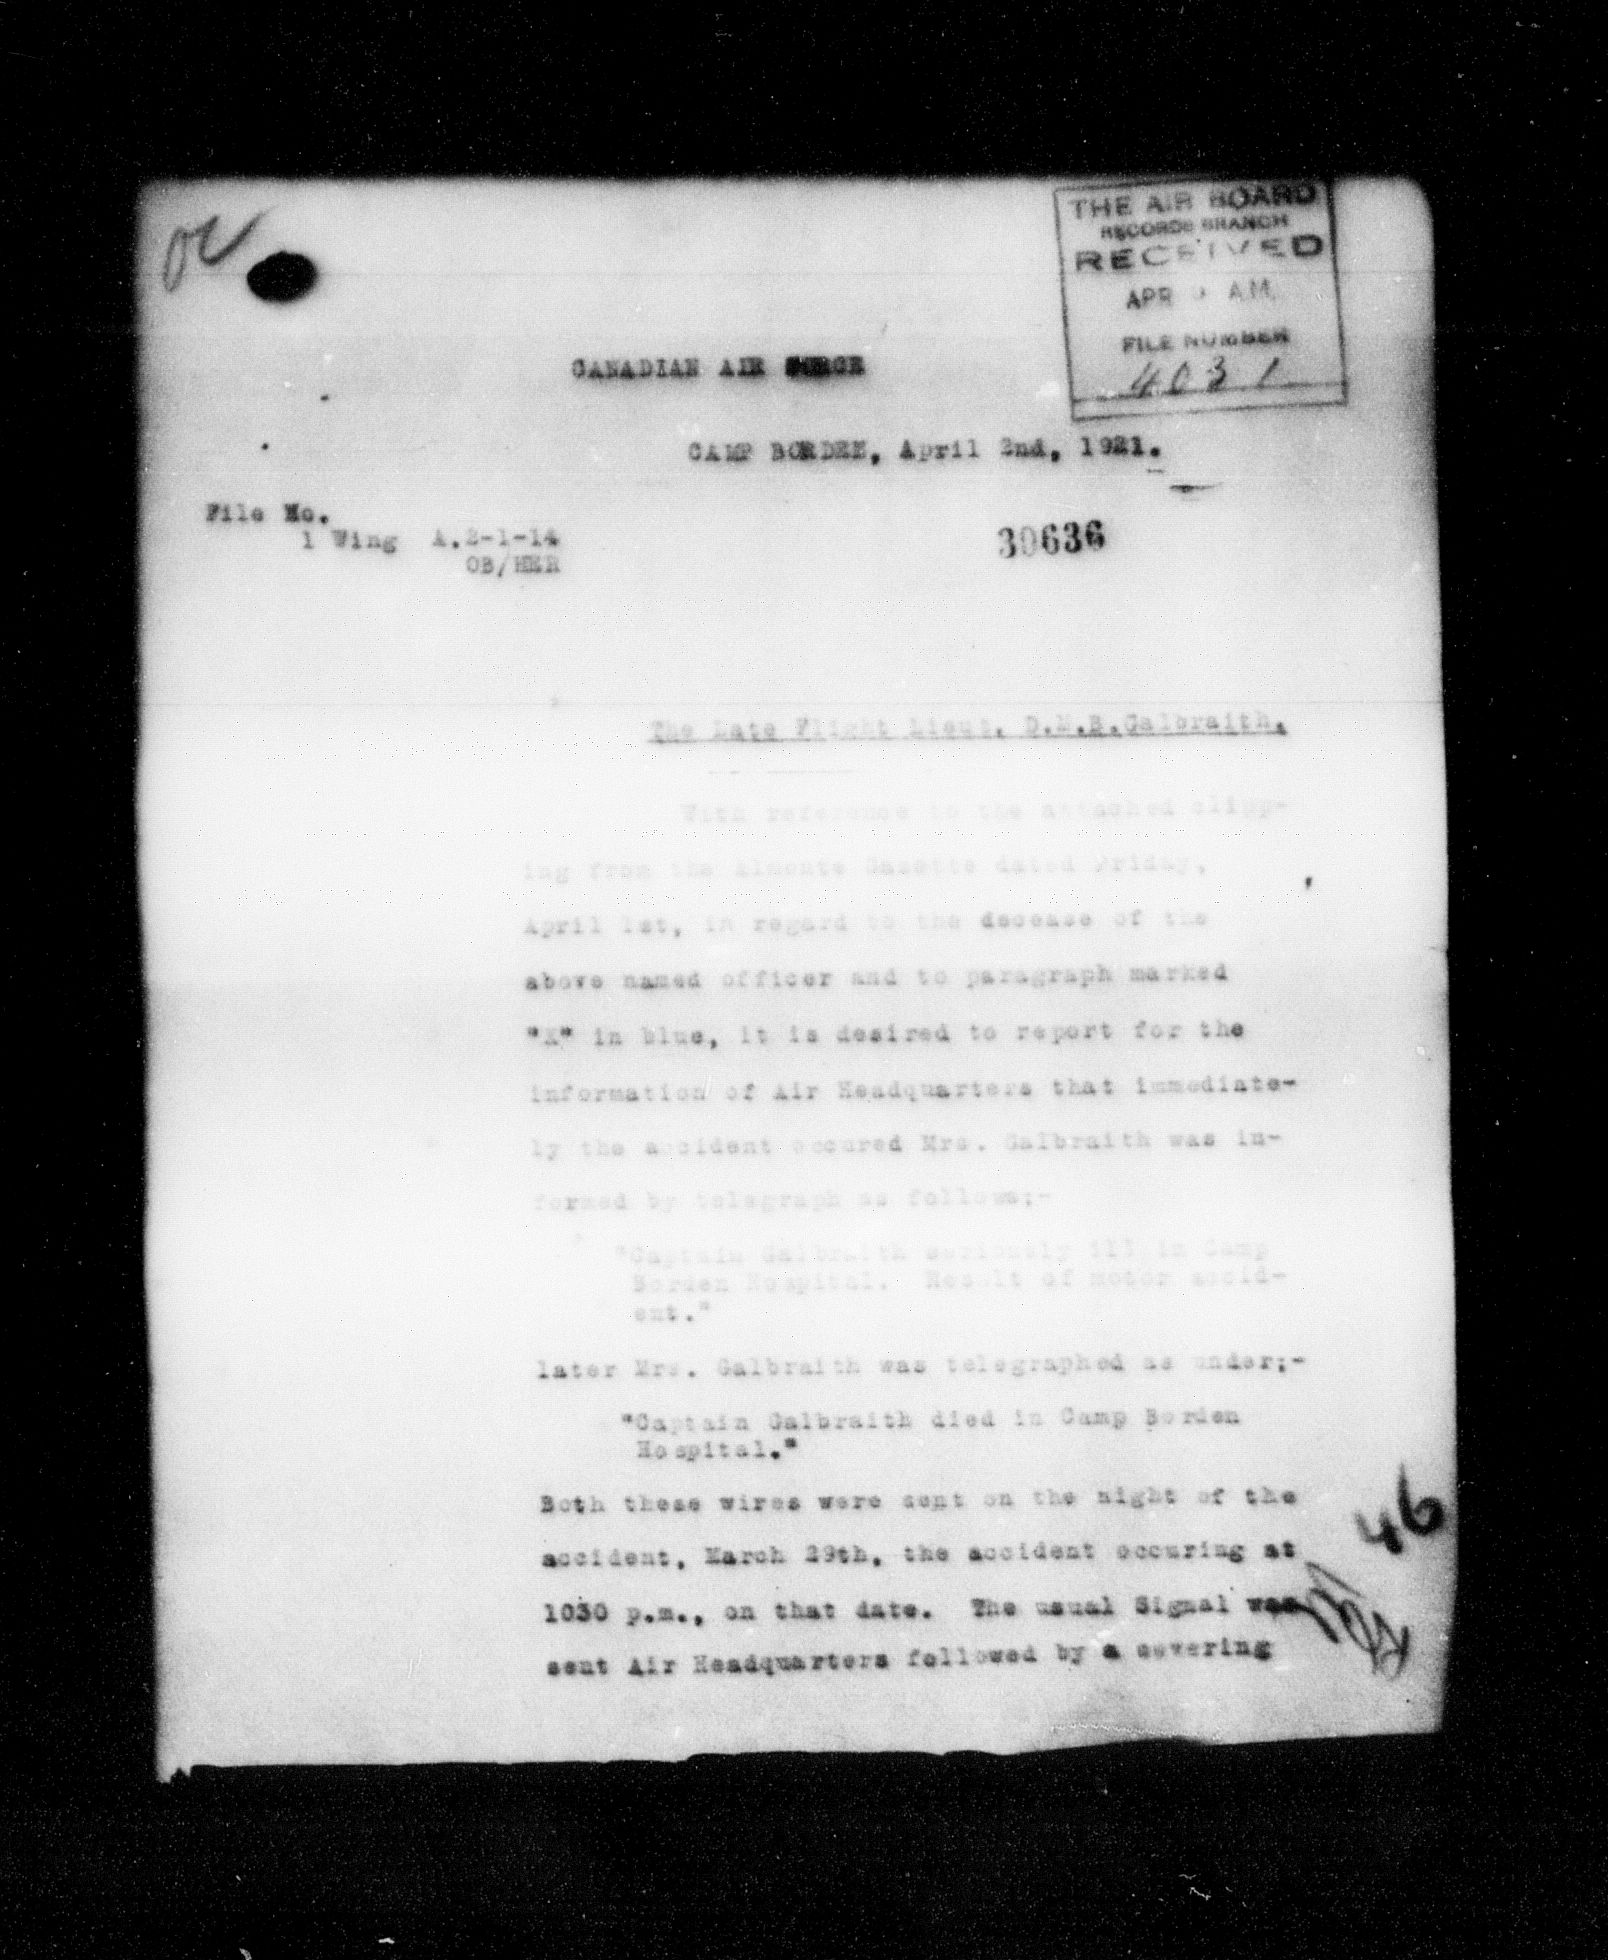 THE AIR BOARD
RECORDS BRANCH
RECEIVED
APR A.M.
FILE NUMBER
4031
CANADIAN AIR FORCE
CAMP BORDEN, April 2nd, 1921.
File No.
1 Wing A.2-1-14
OB/HER
30636
The Late Flight Lieut. D.M.B.Galbraith.
With reference to the attached clipp-
ing from the Almonte Gazette dated Friday,
April 1st, in regard to the decease of the
above named officer and to paragraph marked
"X" in blue, it is desired to report for the
information of Air Headquarters that immediate-
ly the accident occured Mrs. Galbraith was in-
formed by telegraph as follows:-
"Captain Galbraith seriously ill in Camp
Borden Hospital. Result of motor accid-
ent."
later Mrs. Galbraith was telegraphed as under:-
"Captain Galbraith died in Camp Borden
Hospital."
Both these wires were sent on the night of the
accident, March 29th, the accident occuring at
1030 p.m., on that date. The usual Signal was
sent Air Headquarters followed by a covering
46